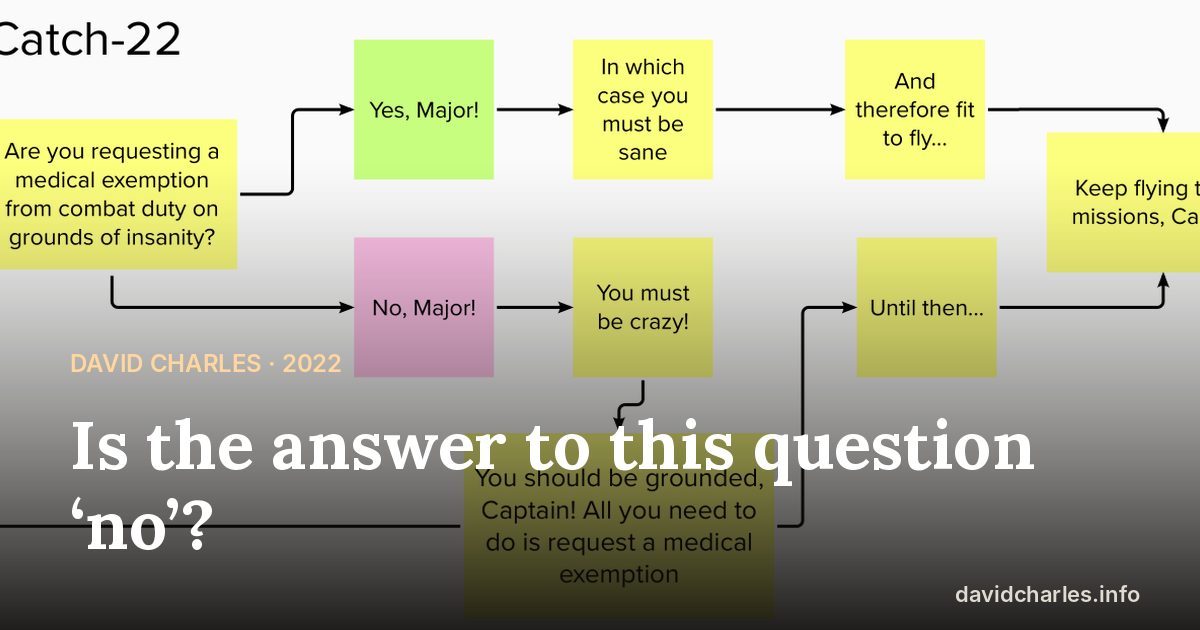 Catch-22
Are you requesting a
medical exemption
from combat duty on
grounds of insanity?
Yes, Major!
In which
case you
must be
sane
And
therefore fit
to fly...
Keep flying
missions,
No, Major!
You must
be crazy!
Until then...
You should be grounded,
Captain! All you need to
do is request a medical
exemption
DAVID CHARLES · 2022
Is the answer to this question
‘no’?
davidcharles.info